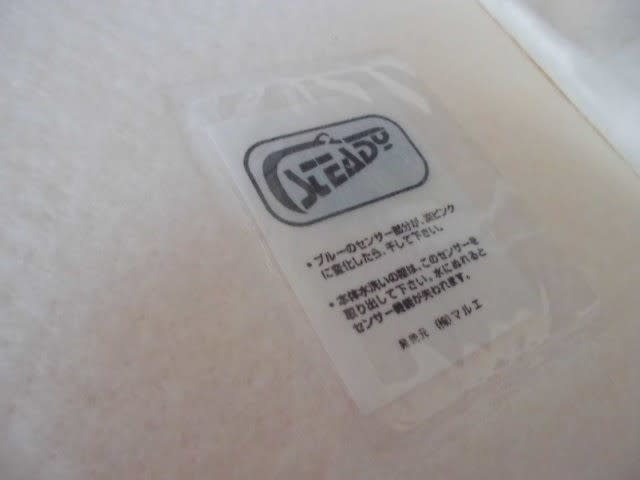 STEADY
・ブルーのセンサー部分が、淡ピンク
に変化したら、干して下さい。
・本体水洗いの際は、このセンサーを
取り出して下さい。水にぬれると
センサー機能が失われます。
発売元 (株)マルエ